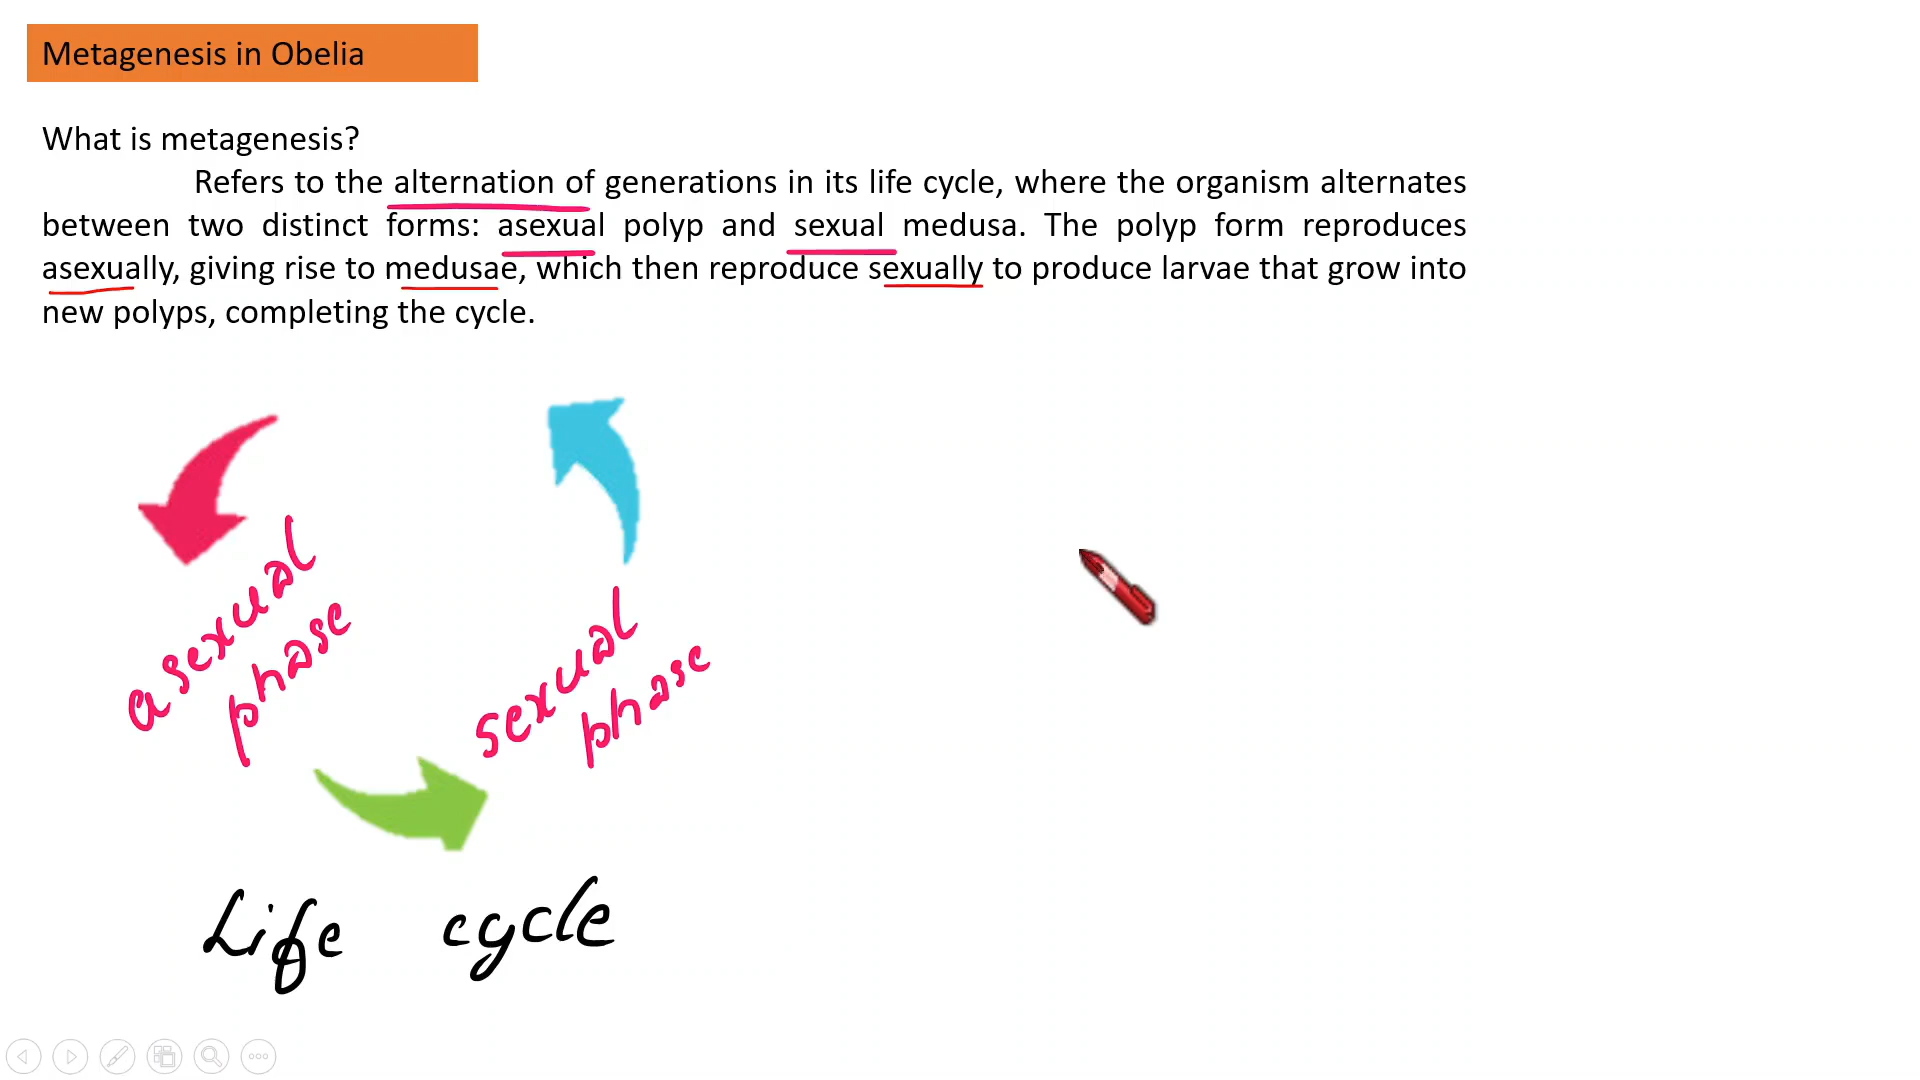 Metagenesis in Obelia
What is metagenesis?
Refers to the alternation of generations in its life cycle, where the organism alternates
between two distinct forms: asexual polyp and sexual medusa. The polyp form reproduces
asexually, giving rise to medusae, which then reproduce sexually to produce larvae that grow into
new polyps, completing the cycle.
asexual
phase
sexual
phase
Life cycle